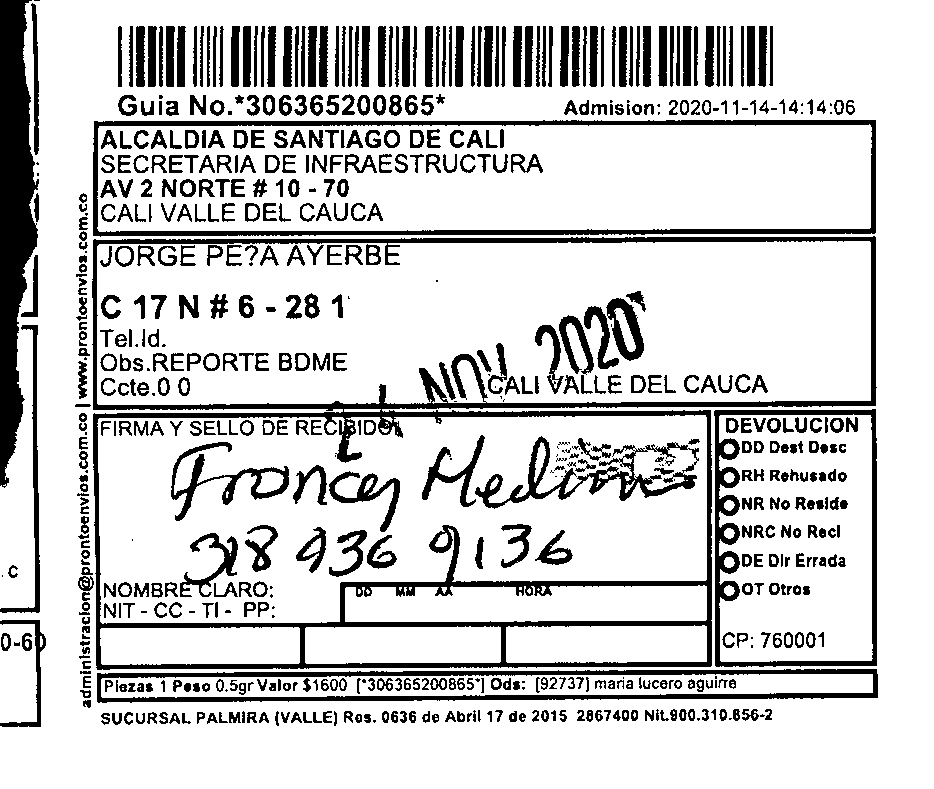 Guia No.*306365200865*
Admision: 2020-11-14-14:14:06
ALCALDIA DE SANTIAGO DE CALI
SECRETARIA DE INFRAESTRUCTURA
AV 2 NORTE # 10 - 70
CALI VALLE DEL CAUCA
www.prontoenvios.com.co
JORGE PE?A AYERBE
C 17 N # 6 - 28 1
Tel.Id.
Obs.REPORTE BDME
Ccte.0 0
NOV 2020
CALI VALLE DEL CAUCA
administracion@prontoenvios.com.co
FIRMA Y SELLO DE RECIBIDO
Francy Medina
318 436 9136
NOMBRE CLARO:
NIT - CC - TI - PP:
DD MM AA HORA
DEVOLUCION
DD Dest Desc
RH Rehusado
NR No Reside
NRC No Recl
DE Dir Errada
OT Otros
CP: 760001
Piezas 1 Peso 0.5gr Valor $1600 [*306365200865*] Ods: [92737] maria lucero aguirre
SUCURSAL PALMIRA (VALLE) Res. 0636 de Abril 17 de 2015 2867400 Nit.900.310.856-2
C
0-60